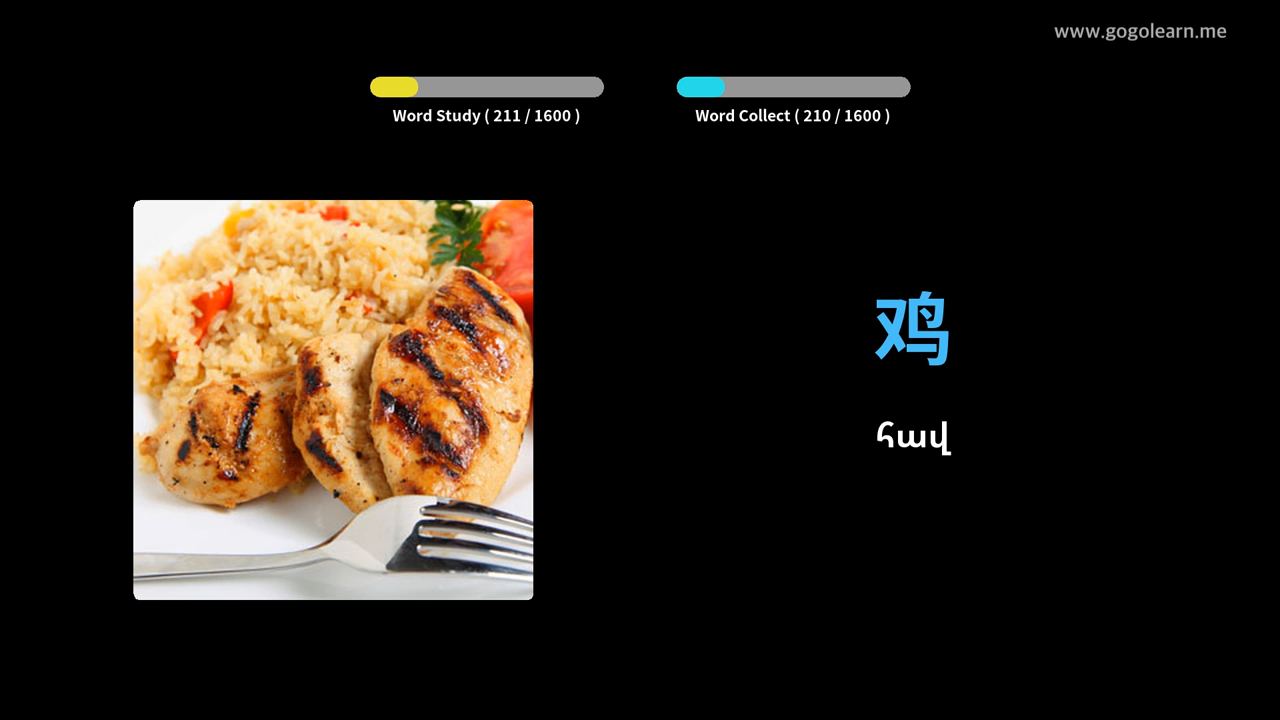 www.gogolearn.me
Word Study ( 211 / 1600 )
Word Collect ( 210 / 1600 )
鸡
հավ